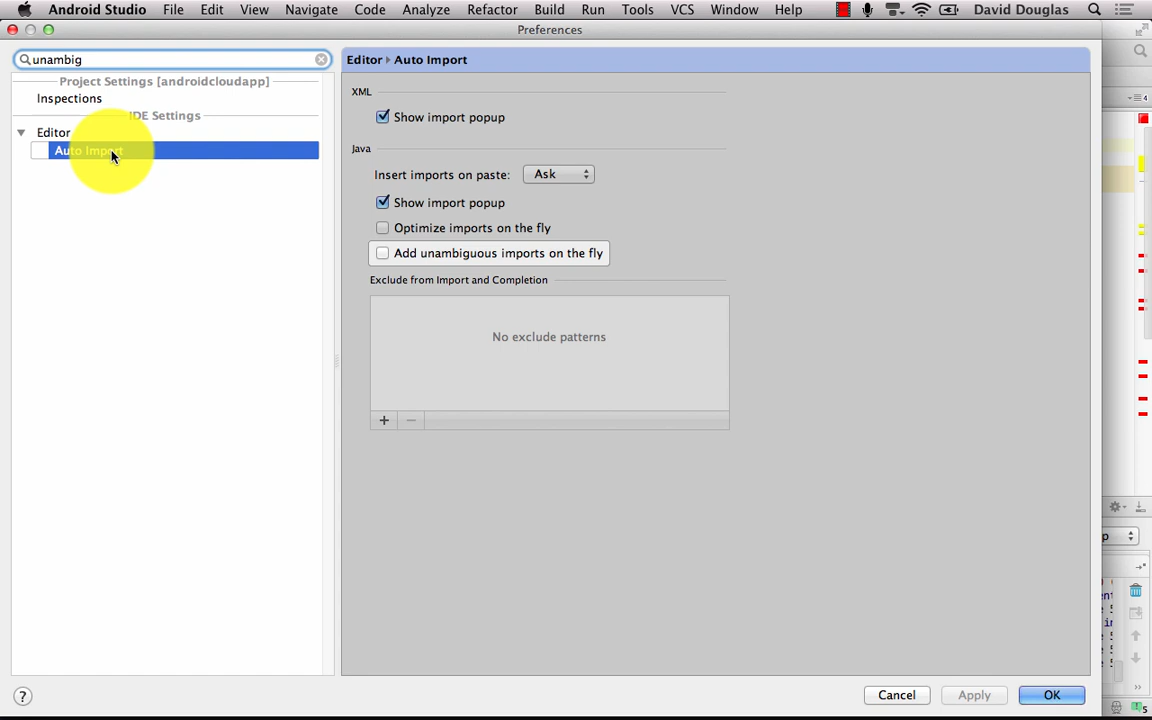 Android Studio File Edit View Navigate Code Analyze Refactor Build Run Tools VCS Window Help David Douglas
Preferences
unambig
Editor Auto Import
Project Settings [androidcloudapp]
Inspections
IDE Settings
Editor
Auto Import
XML
Show import popup
Java
Insert imports on paste: Ask
Show import popup
Optimize imports on the fly
Add unambiguous imports on the fly
Exclude from Import and Completion
No exclude patterns
+ −
? Cancel Apply OK